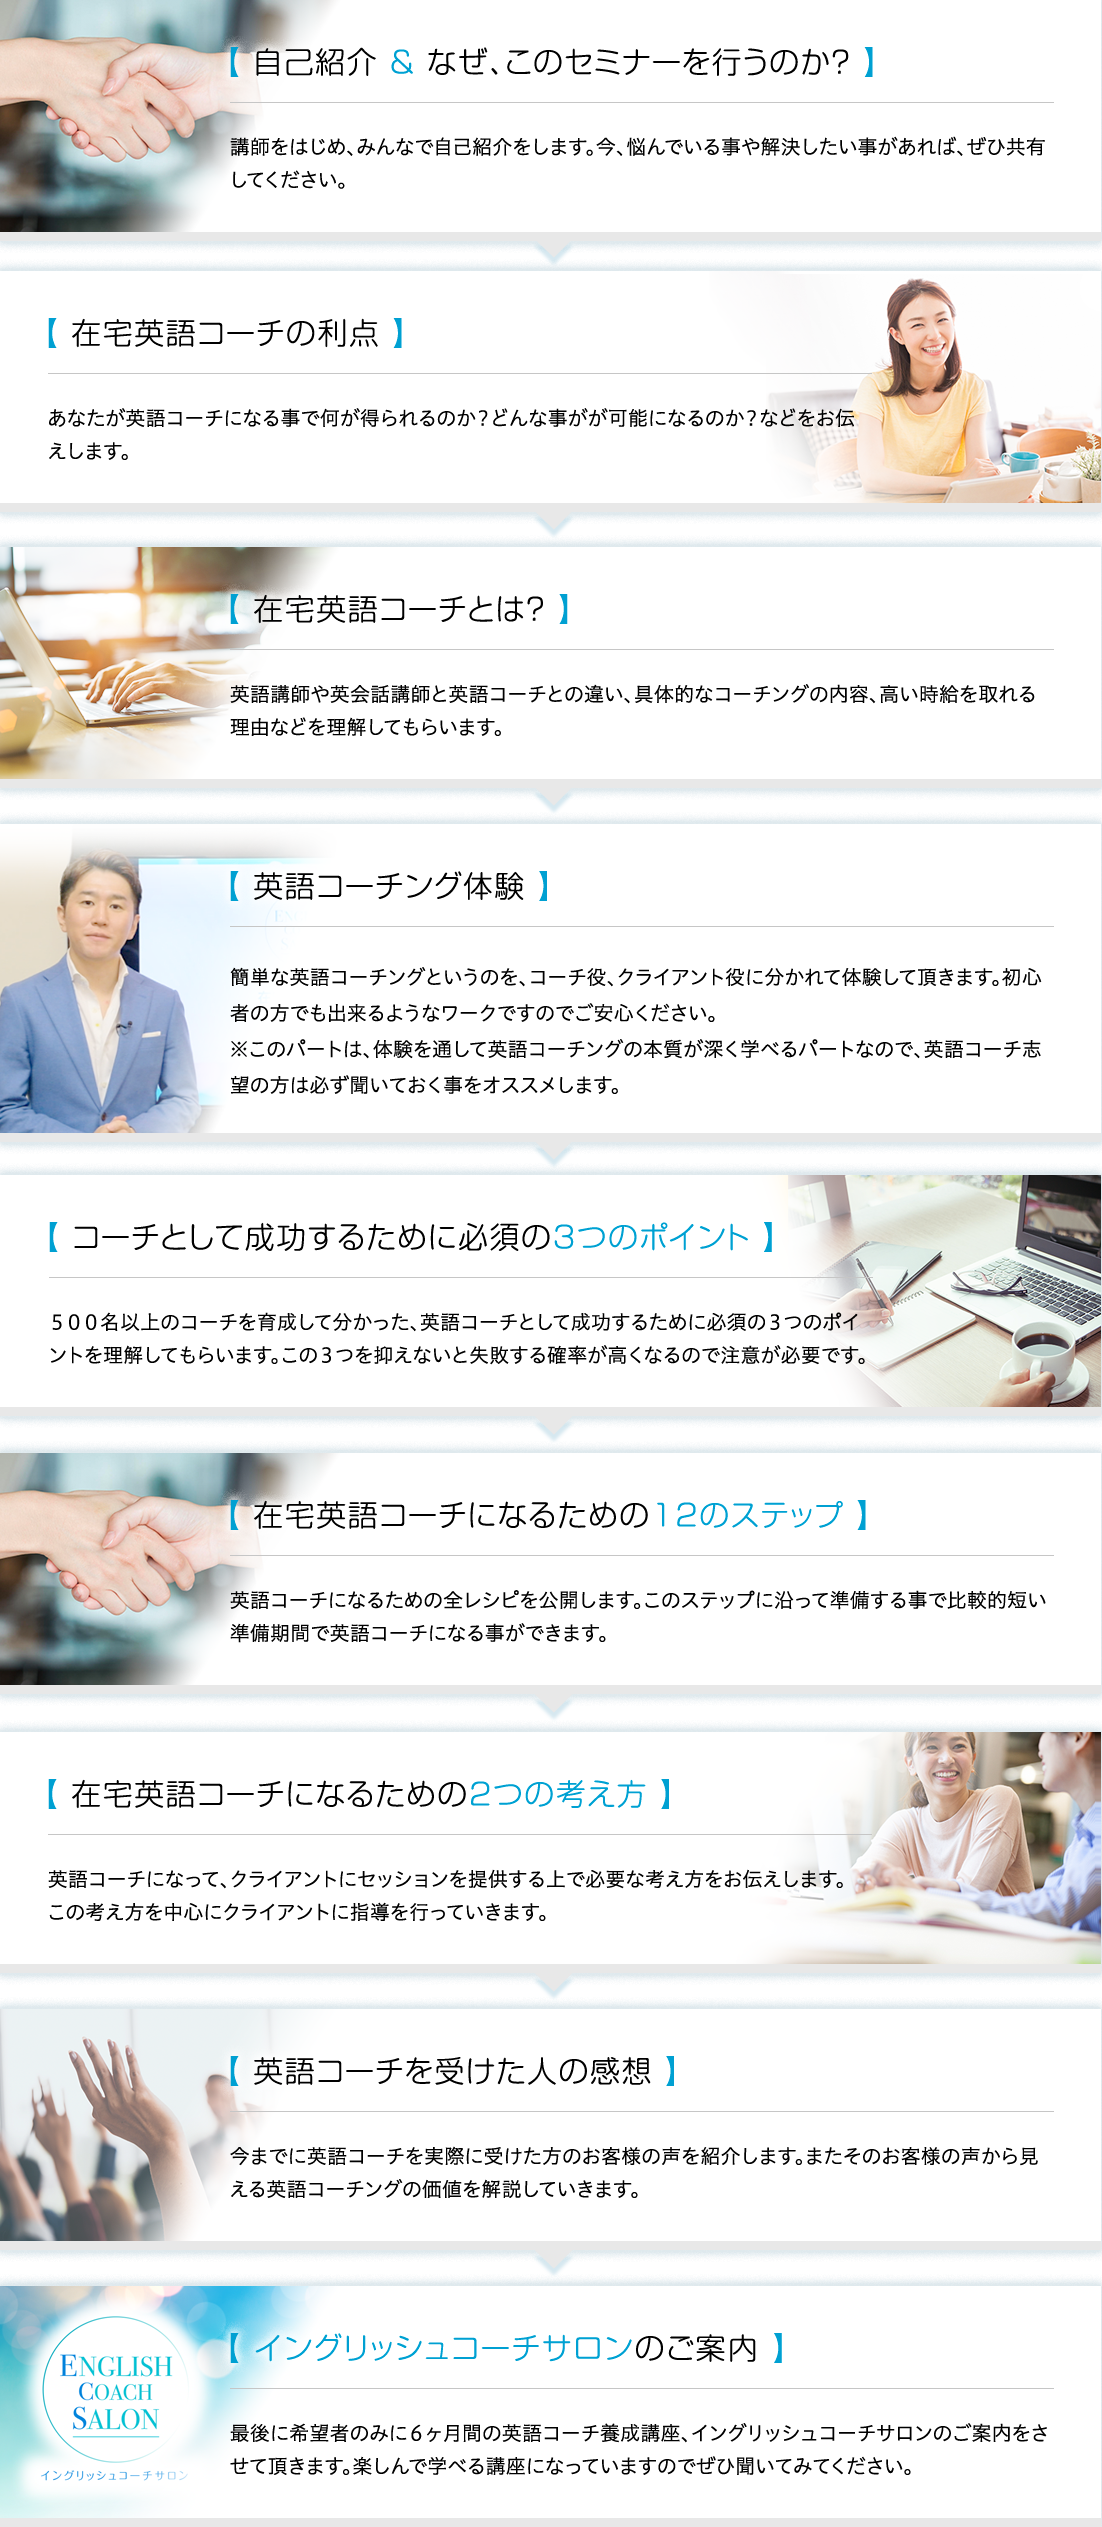 【 自己紹介 & なぜ、このセミナーを行うのか? 】
講師をはじめ、みんなで自己紹介をします。今、悩んでいる事や解決したい事があれば、ぜひ共有
してください。
【 在宅英語コーチの利点 】
あなたが英語コーチになる事で何が得られるのか?どんな事がが可能になるのか?などをお伝
えします。
【 在宅英語コーチとは? 】
英語講師や英会話講師と英語コーチとの違い、具体的なコーチングの内容、高い時給を取れる
理由などを理解してもらいます。
【 英語コーチング体験 】
簡単な英語コーチングというのを、コーチ役、クライアント役に分かれて体験して頂きます。初心
者の方でも出来るようなワークですのでご安心ください。
※このパートは、体験を通して英語コーチングの本質が深く学べるパートなので、英語コーチ志
望の方は必ず聞いておく事をオススメします。
【 コーチとして成功するために必須の3つのポイント 】
５００名以上のコーチを育成して分かった、英語コーチとして成功するために必須の３つのポイ
ントを理解してもらいます。この３つを抑えないと失敗する確率が高くなるので注意が必要です。
【 在宅英語コーチになるための12のステップ 】
英語コーチになるための全レシピを公開します。このステップに沿って準備する事で比較的短い
準備期間で英語コーチになる事ができます。
【 在宅英語コーチになるための2つの考え方 】
英語コーチになって、クライアントにセッションを提供する上で必要な考え方をお伝えします。
この考え方を中心にクライアントに指導を行っていきます。
【 英語コーチを受けた人の感想 】
今までに英語コーチを実際に受けた方のお客様の声を紹介します。またそのお客様の声から見
える英語コーチングの価値を解説していきます。
ENGLISH
COACH
SALON
イングリッシュコーチサロン
【 イングリッシュコーチサロンのご案内 】
最後に希望者のみに６ヶ月間の英語コーチ養成講座、イングリッシュコーチサロンのご案内をさ
せて頂きます。楽しんで学べる講座になっていますのでぜひ聞いてみてください。